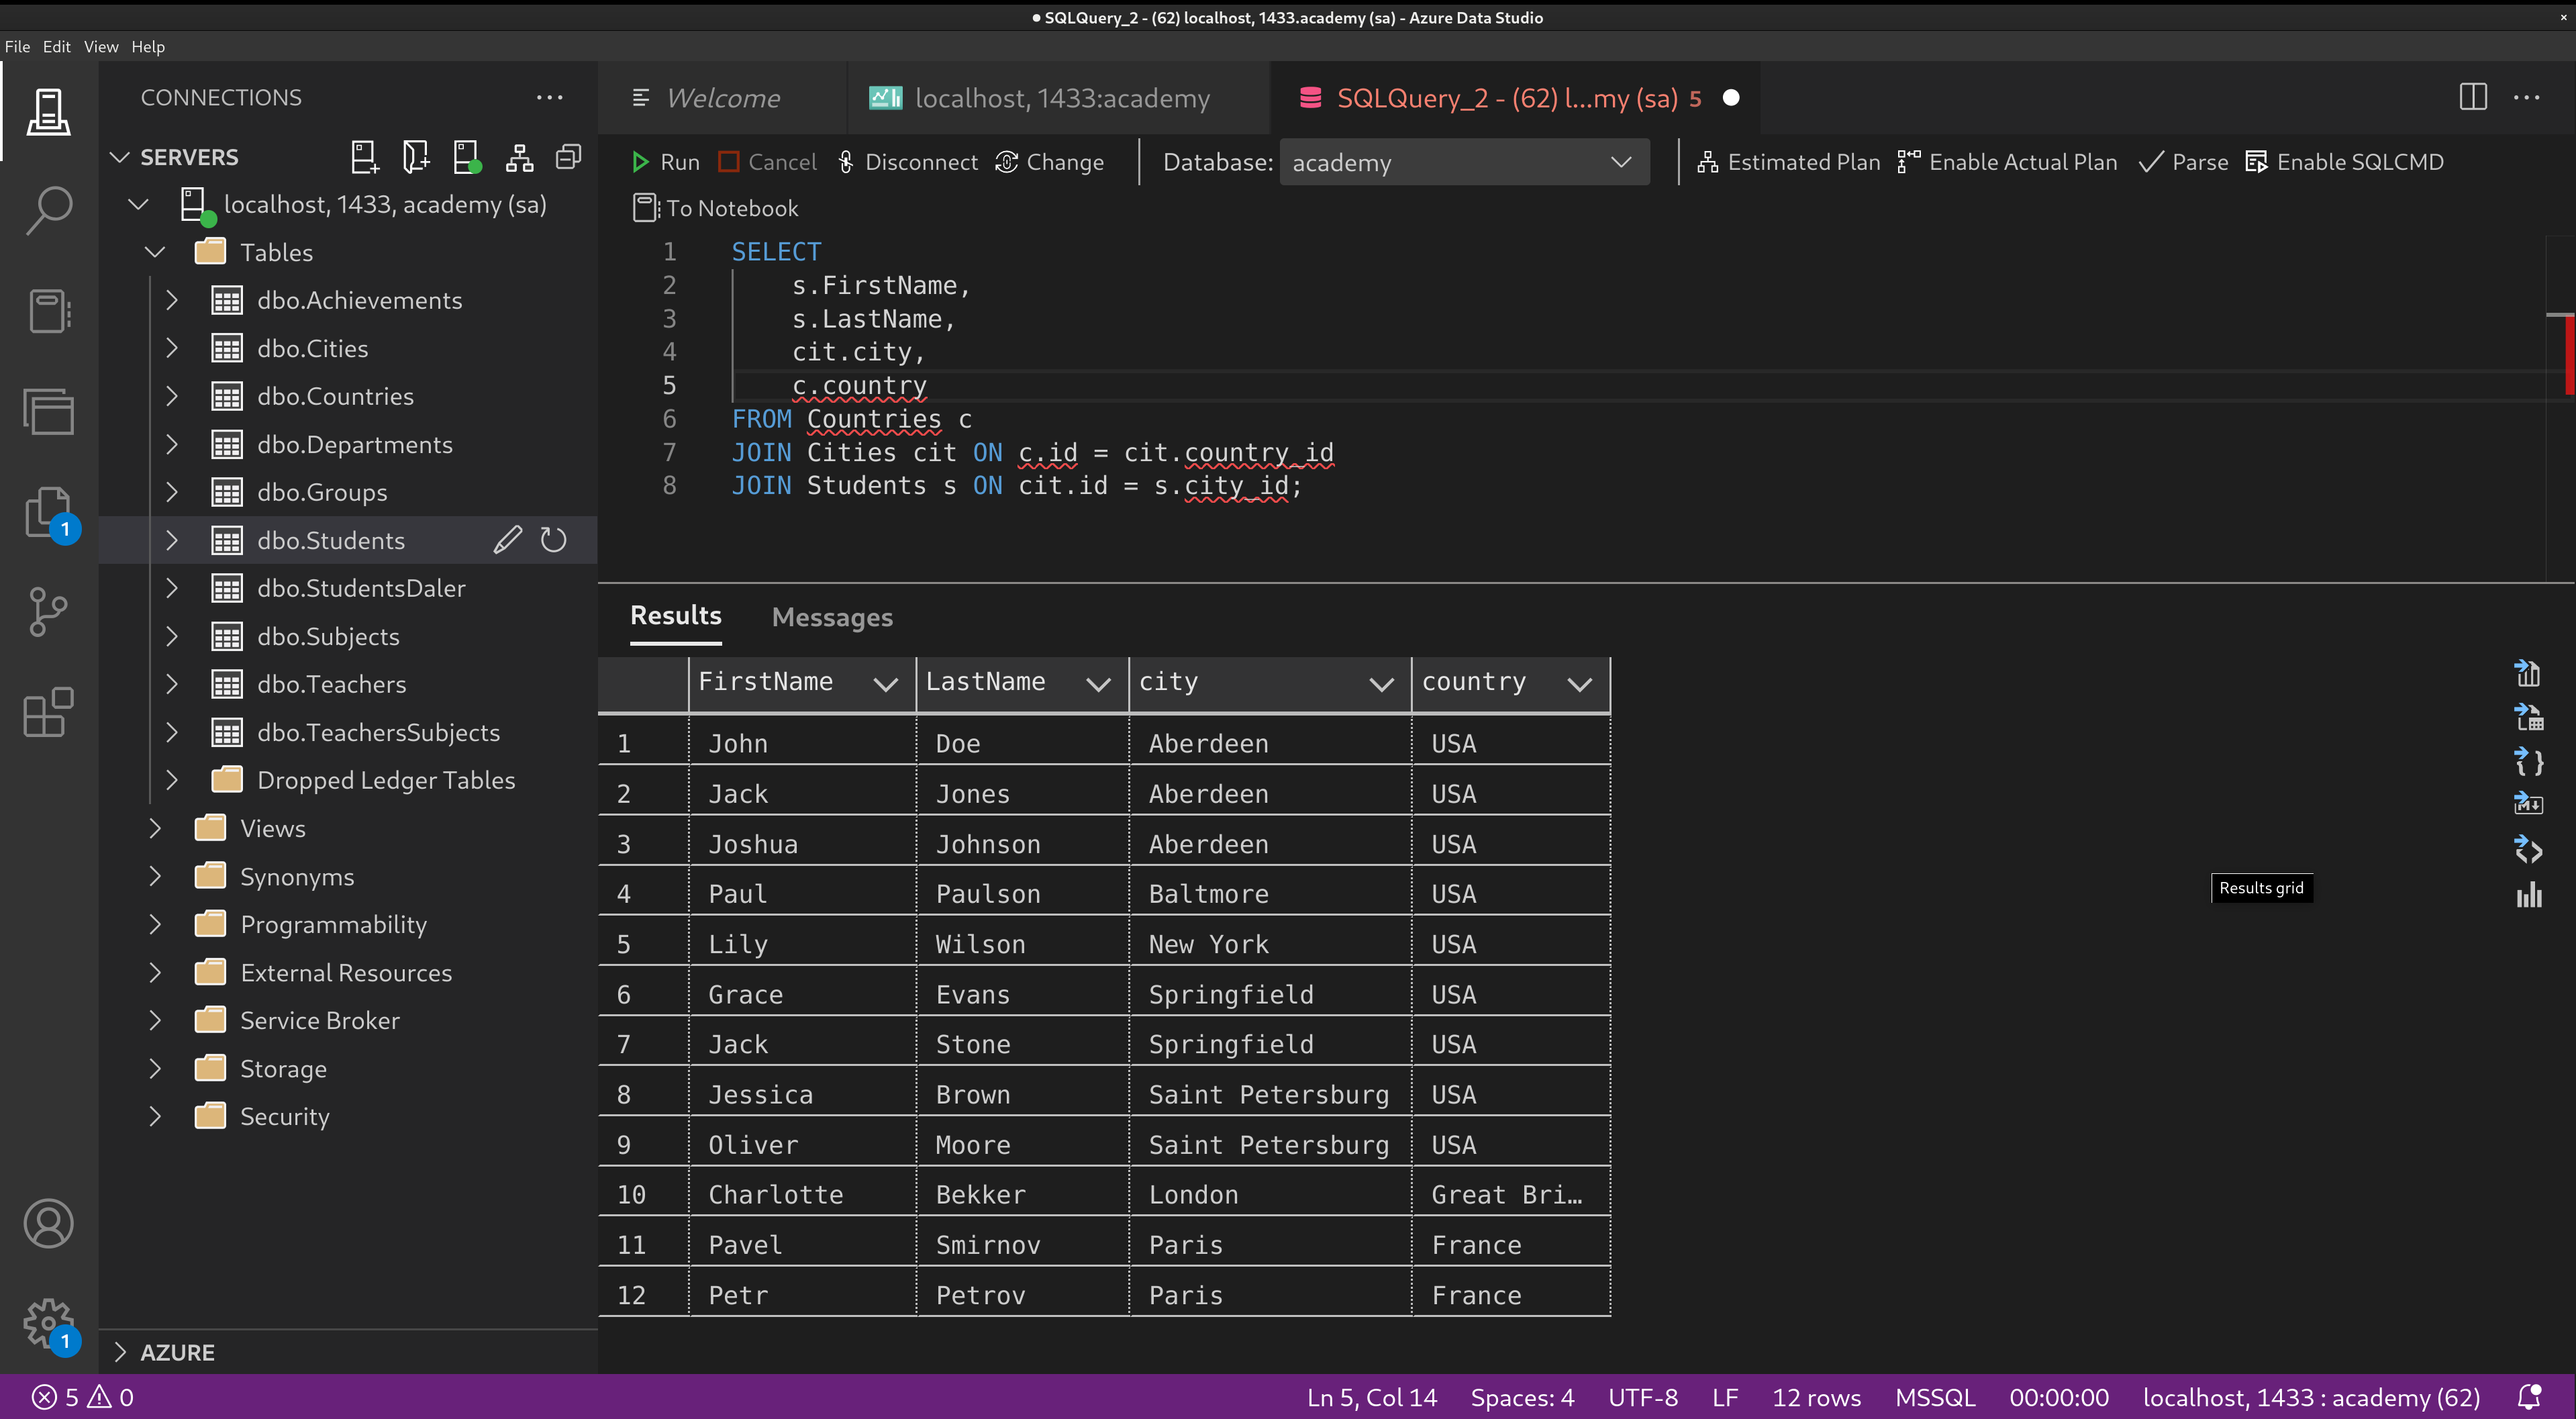 SQLQuery_2 - (62) localhost, 1433.academy (sa) - Azure Data Studio
File Edit View Help
CONNECTIONS
SERVERS
localhost, 1433, academy (sa)
Tables
dbo.Achievements
dbo.Cities
dbo.Countries
dbo.Departments
dbo.Groups
dbo.Students
dbo.StudentsDaler
dbo.Subjects
dbo.Teachers
dbo.TeachersSubjects
Dropped Ledger Tables
Views
Synonyms
Programmability
External Resources
Service Broker
Storage
Security
AZURE
1
1
Welcome
localhost, 1433:academy
SQLQuery_2 - (62) l...my (sa) 5
Run Cancel Disconnect Change Database: academy Estimated Plan Enable Actual Plan Parse Enable SQLCMD
To Notebook
1 SELECT
2 s.FirstName,
3 s.LastName,
4 cit.city,
5 c.country
6 FROM Countries c
7 JOIN Cities cit ON c.id = cit.country_id
8 JOIN Students s ON cit.id = s.city_id;
Results Messages
FirstName LastName city country
1 John Doe Aberdeen USA
2 Jack Jones Aberdeen USA
3 Joshua Johnson Aberdeen USA
4 Paul Paulson Baltmore USA
5 Lily Wilson New York USA
6 Grace Evans Springfield USA
7 Jack Stone Springfield USA
8 Jessica Brown Saint Petersburg USA
9 Oliver Moore Saint Petersburg USA
10 Charlotte Bekker London Great Bri…
11 Pavel Smirnov Paris France
12 Petr Petrov Paris France
Results grid
5 0
Ln 5, Col 14 Spaces: 4 UTF-8 LF 12 rows MSSQL 00:00:00 localhost, 1433 : academy (62)